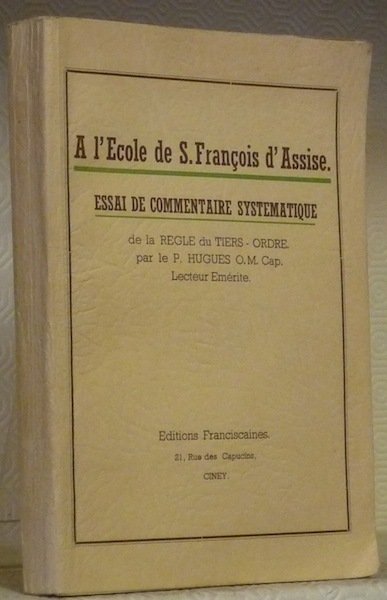 A l'Ecole de S. François d'Assise.
ESSAI DE COMMENTAIRE SYSTEMATIQUE
de la REGLE du TIERS - ORDRE.
par le P. HUGUES O.M. Cap.
Lecteur Emérite.
Editions Franciscaines.
21, Rue des Capucins,
CINEY.